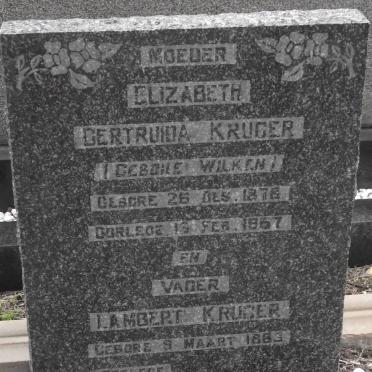 MOEDER
ELIZABETH
GERTRUIDA KRUGER
(GEBORE WILKEN)
GEBORE 26 DES. 1878
OORLEDE 15 FEB. 1957
EN
VADER
LAMBERT KRUGER
GEBORE 9 MAART 1883